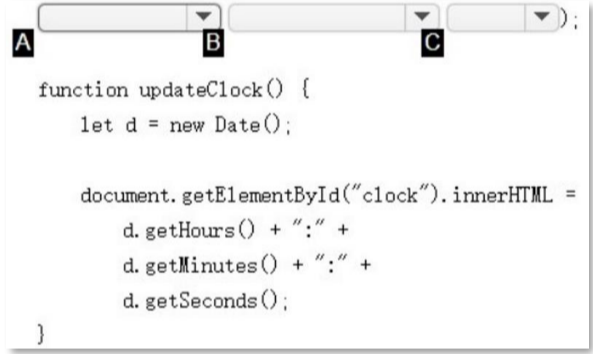 A B C );
function updateClock() {
let d = new Date();
document.getElementById("clock").innerHTML =
d.getHours() + ":" +
d.getMinutes() + ":" +
d.getSeconds();
}